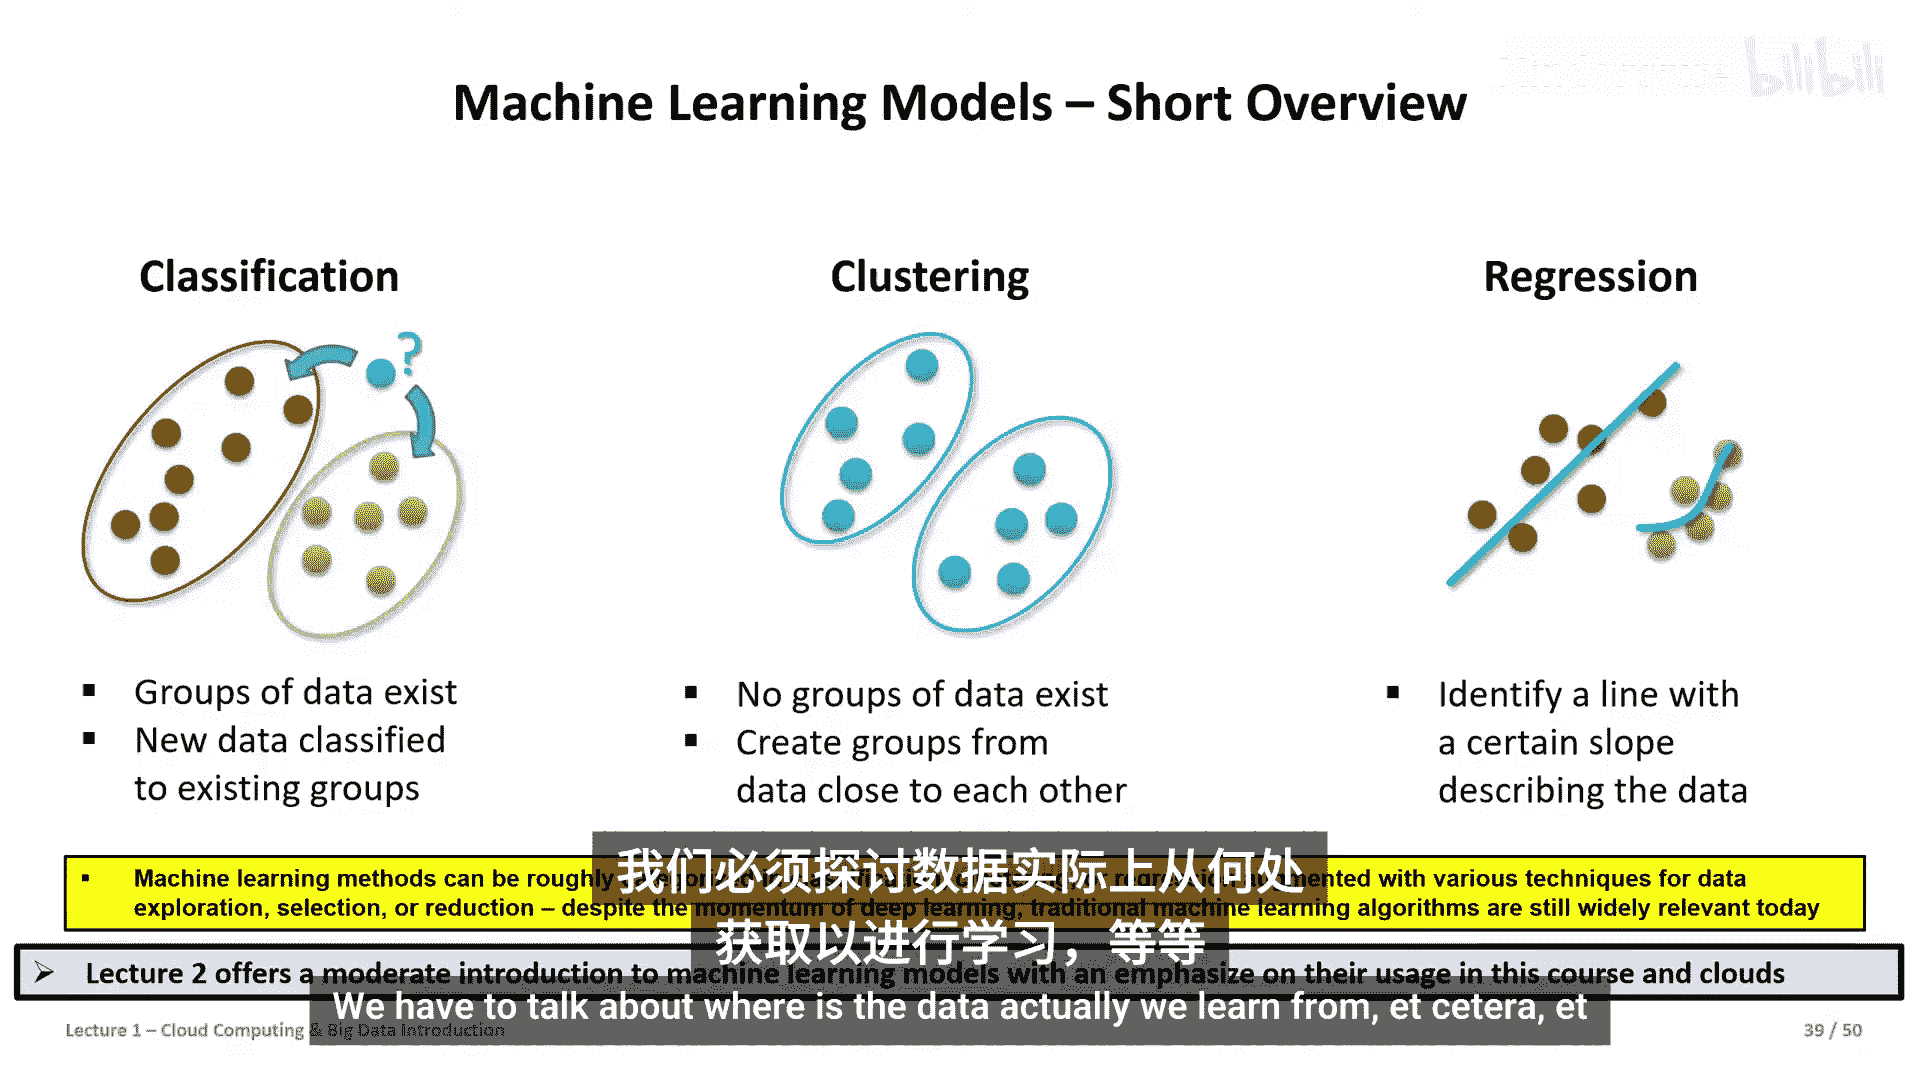 bilibili
Machine Learning Models – Short Overview
Classification
Clustering
Regression
?
▪ Groups of data exist
▪ New data classified
to existing groups
▪ No groups of data exist
▪ Create groups from
data close to each other
▪ Identify a line with
a certain slope
describing the data
▪ Machine learning methods can be roughly categorized in classification, clustering, or regression augmented with various techniques for data
exploration, selection, or reduction – despite the momentum of deep learning, traditional machine learning algorithms are still widely relevant today
我们必须探讨数据实际上从何处
获取以进行学习，等等
➢ Lecture 2 offers a moderate introduction to machine learning models with an emphasize on their usage in this course and clouds
We have to talk about where is the data actually we learn from, et cetera, et
Lecture 1 – Cloud Computing & Big Data Introduction
39 / 50